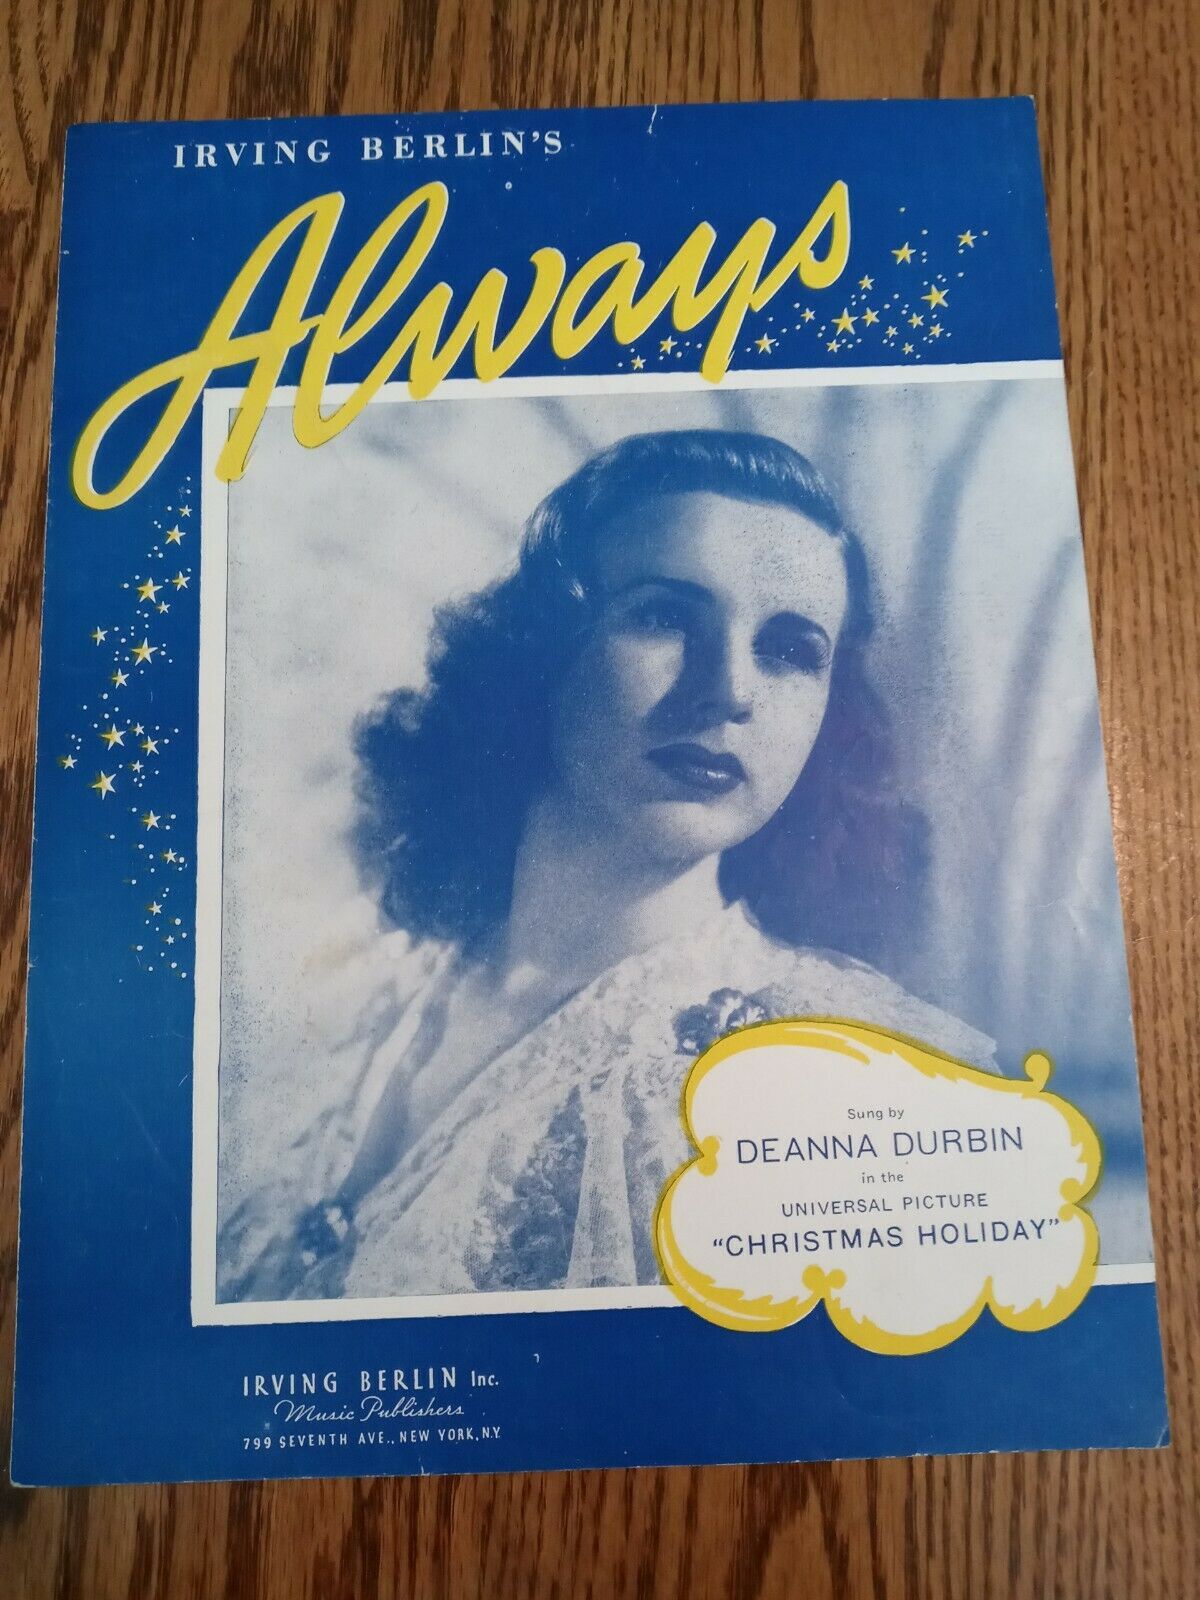 IRVING BERLIN'S
Always
Sung by
DEANNA DURBIN
in the
UNIVERSAL PICTURE
"CHRISTMAS HOLIDAY"
IRVING BERLIN Inc.
Music Publishers
799 SEVENTH AVE., NEW YORK, N.Y.